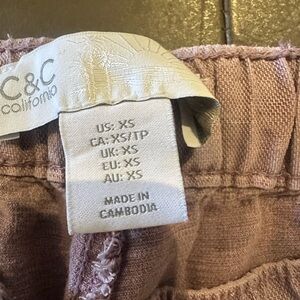 C&C
california
US: XS
CA: XS/TP
UK: XS
EU: XS
AU: XS
MADE IN
CAMBODIA